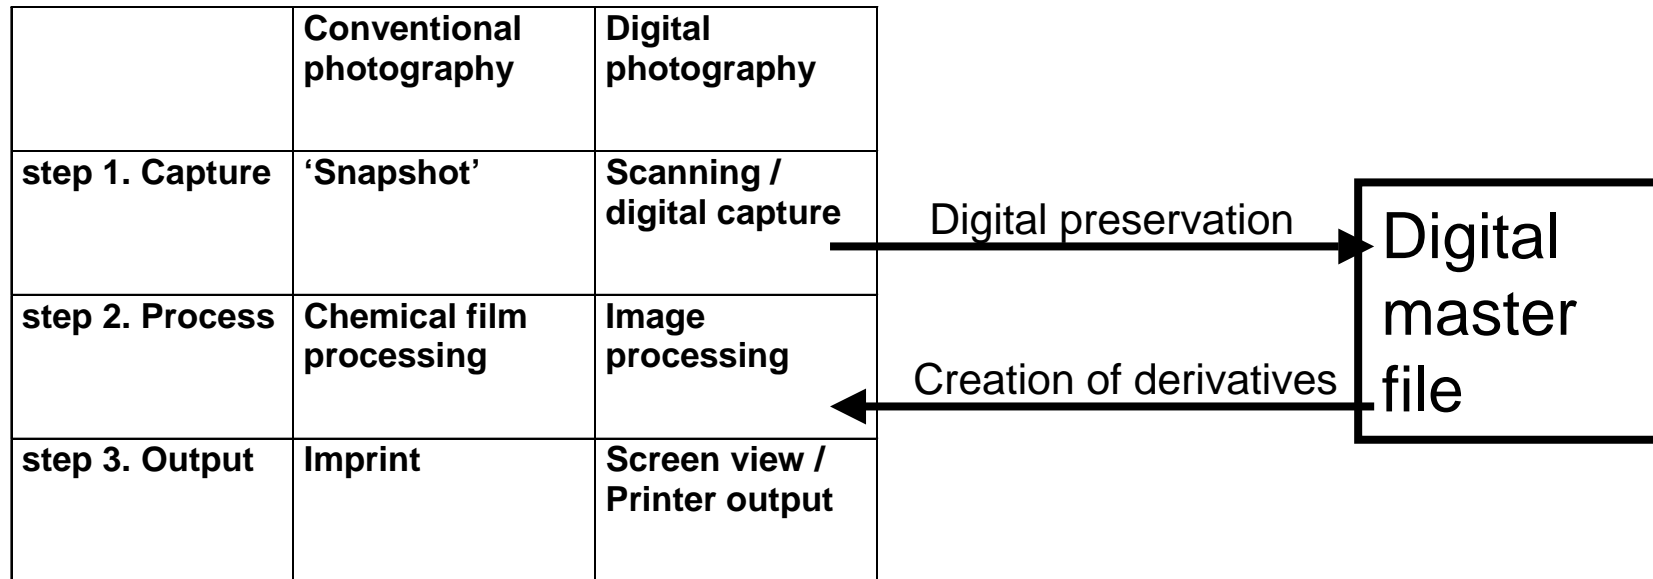 Conventional
photography
Digital
photography
step 1. Capture
‘Snapshot’
Scanning /
digital capture
step 2. Process
Chemical film
processing
Image
processing
step 3. Output
Imprint
Screen view /
Printer output
Digital preservation
Creation of derivatives
Digital
master
file